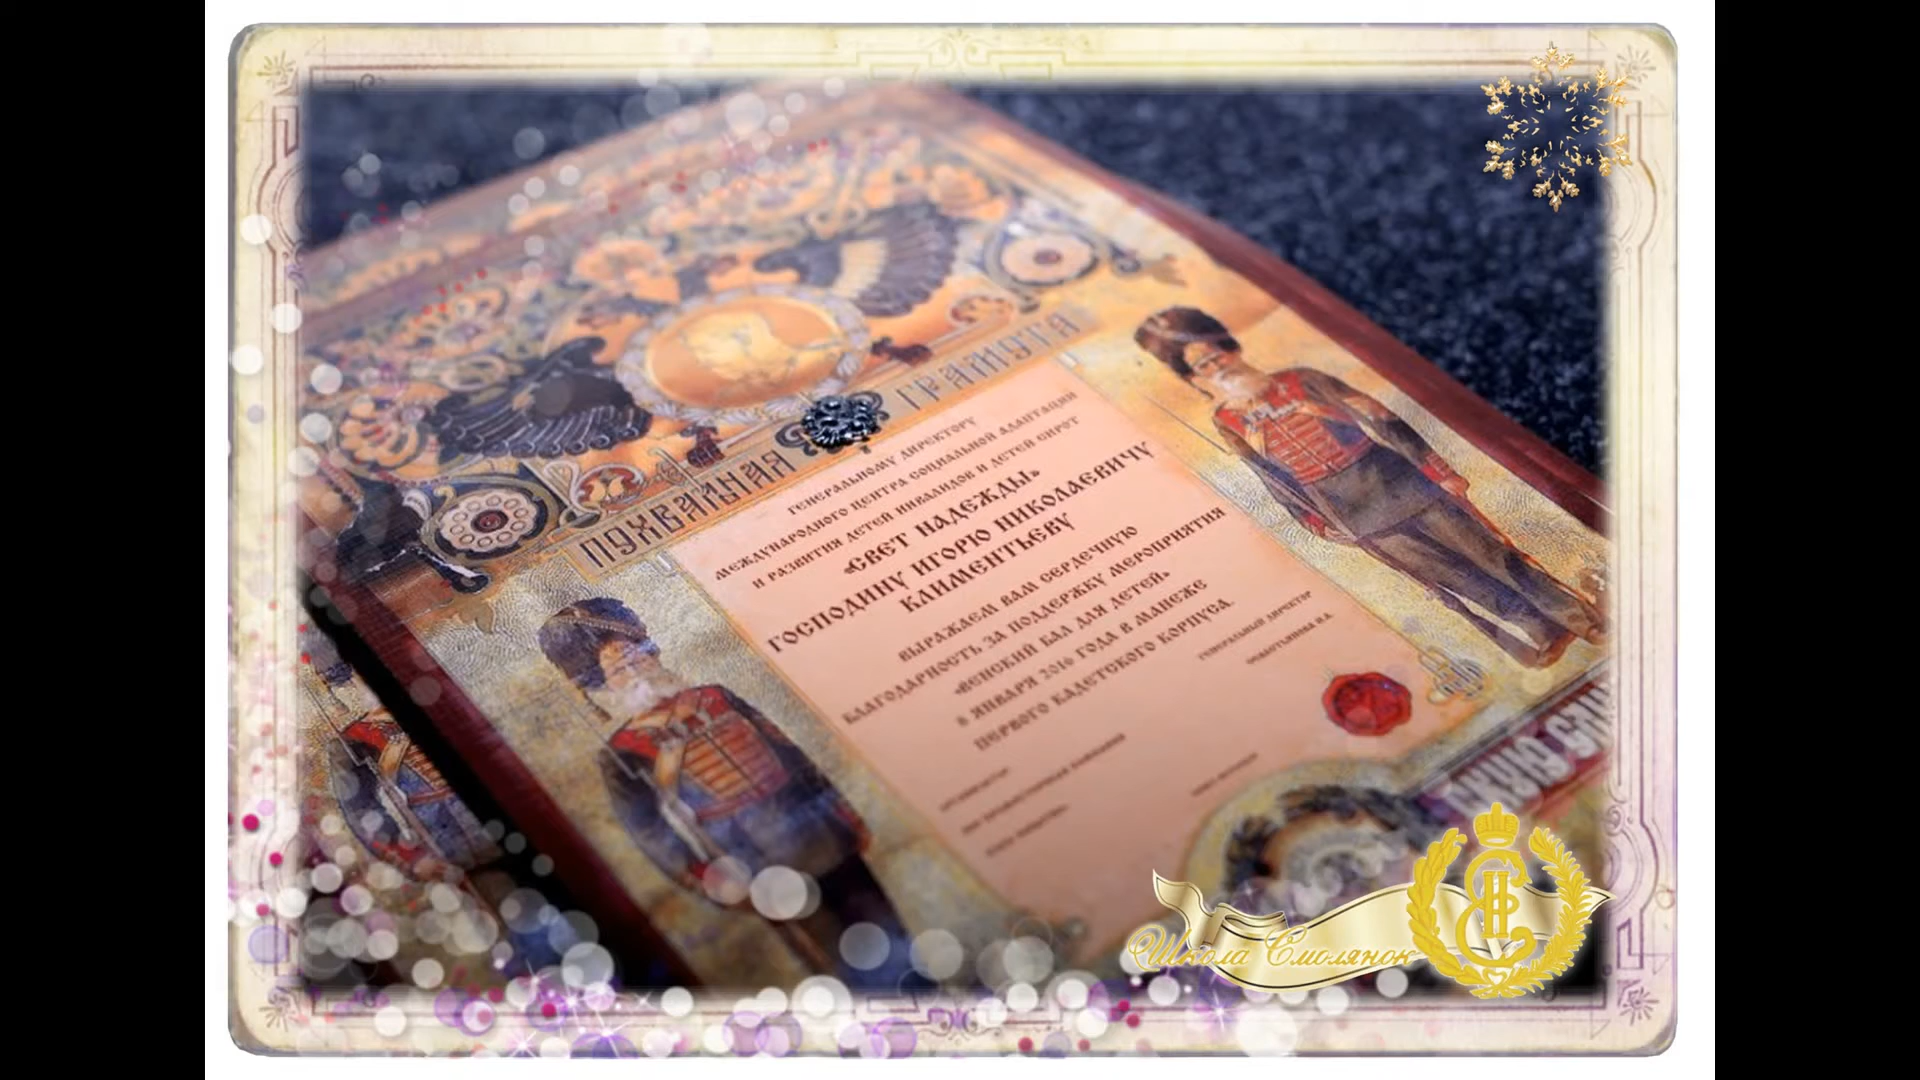 ПОХВАЛЬНАЯ ГРАМОТА
ГЕНЕРАЛЬНОМУ ДИРЕКТОРУ
МЕЖДУНАРОДНОГО ЦЕНТРА СОЦИАЛЬНОЙ АДАПТАЦИИ
И РАЗВИТИЯ ДЕТЕЙ ИНВАЛИДОВ И ДЕТЕЙ СИРОТ
«СВЕТ НАДЕЖДЫ»
ГОСПОДИНУ ИГОРЮ НИКОЛАЕВИЧУ
КЛИМЕНТЬЕВУ
ВЫРАЖАЕМ ВАМ СЕРДЕЧНУЮ
БЛАГОДАРНОСТЬ ЗА ПОДДЕРЖКУ МЕРОПРИЯТИЯ
«ВЕНСКИЙ БАЛ ДЛЯ ДЕТЕЙ»
8 ЯНВАРЯ 2016 ГОДА В МАНЕЖЕ
ПЕРВОГО КАДЕТСКОГО КОРПУСА.
ГЕНЕРАЛЬНЫЙ ДИРЕКТОР
Школа Смолянок